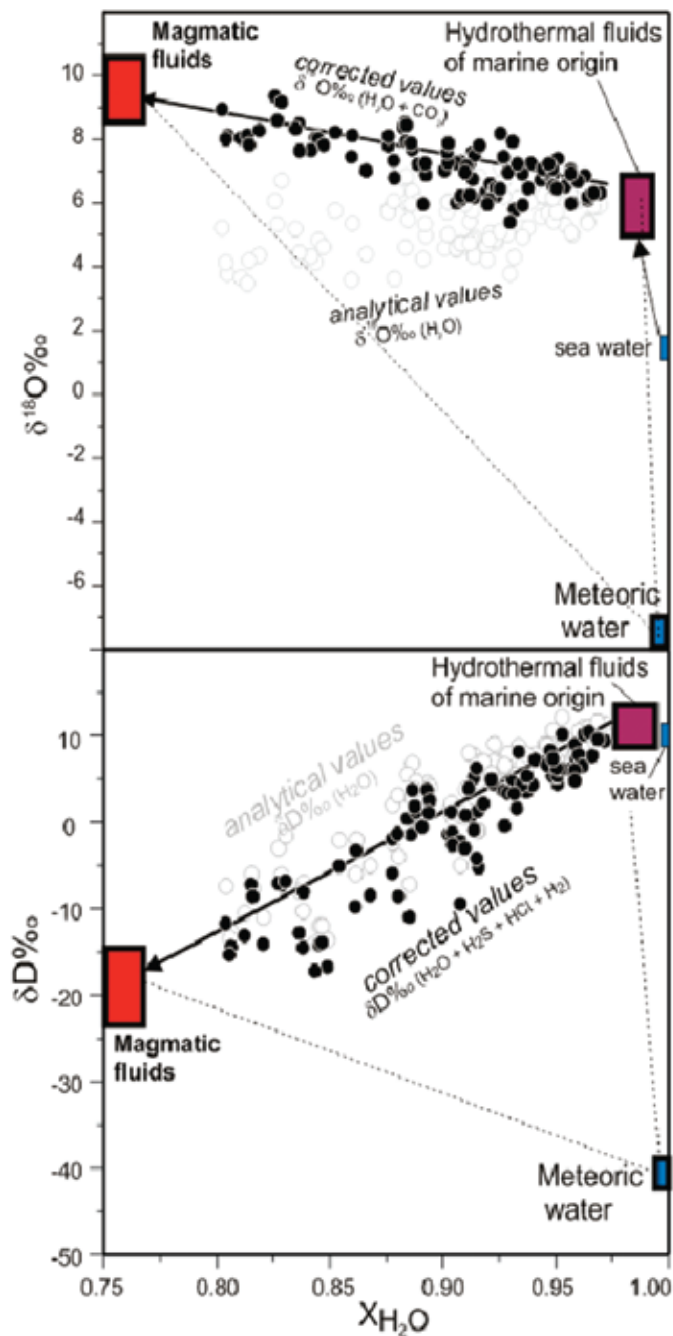 Magmatic
fluids
Hydrothermal fluids
of marine origin
corrected values
δ¹⁸O‰ (H₂O + CO₂)
10
8
6
4
2
0
-2
-4
-6
δ¹⁸O‰
analytical values
δ¹⁸O‰ (H₂O)
sea water
Meteoric
water
Hydrothermal fluids
of marine origin
analytical values
δD‰ (H₂O)
sea
water
corrected values
δD‰ (H₂O + H₂S + HCl + H₂)
10
0
-10
-20
-30
-40
-50
δD‰
Magmatic
fluids
Meteoric
water
0.75
0.80
0.85
0.90
0.95
1.00
X_H₂O